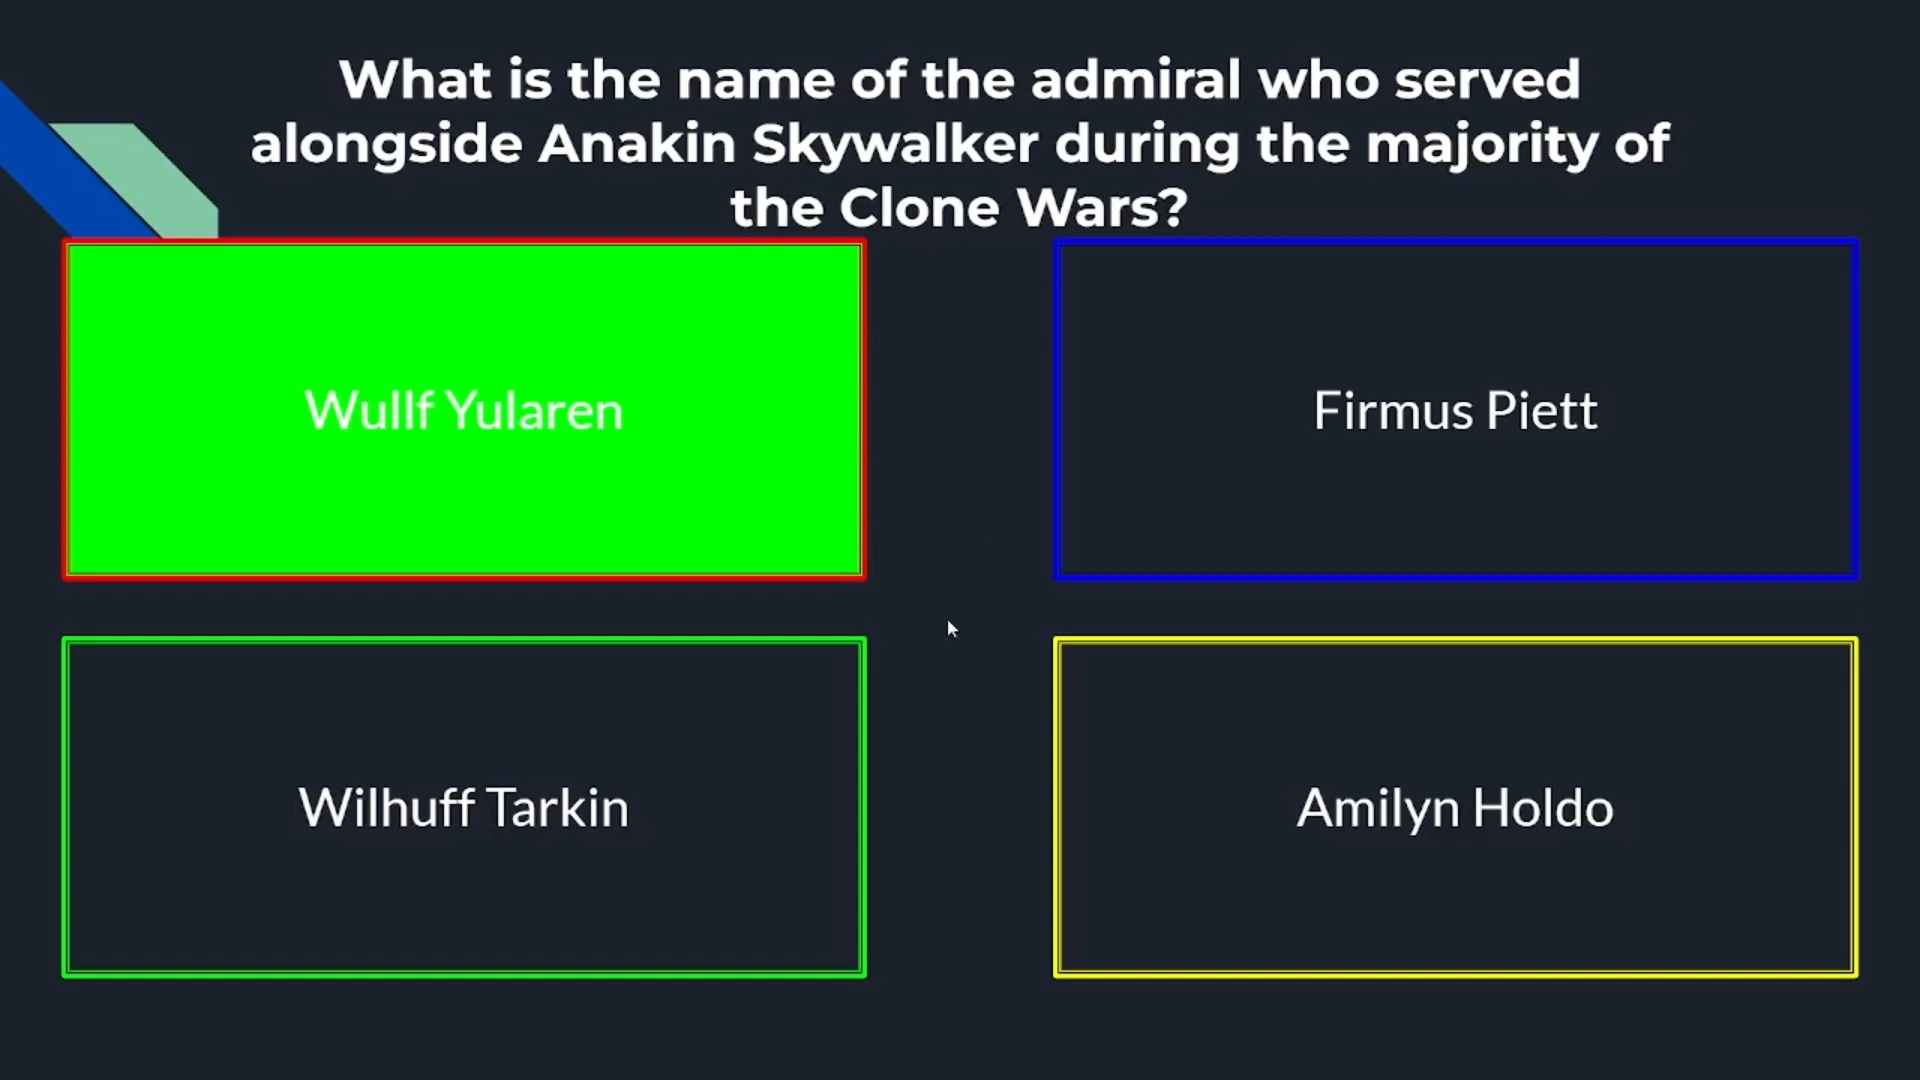 What is the name of the admiral who served
alongside Anakin Skywalker during the majority of
the Clone Wars?
Wullf Yularen
Firmus Piett
Wilhuff Tarkin
Amilyn Holdo